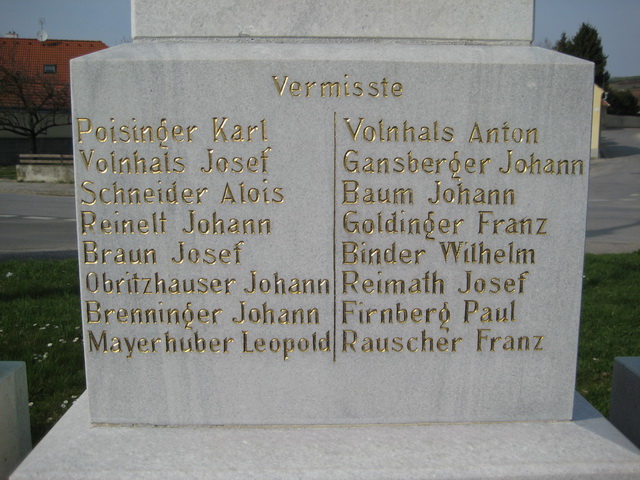 Vermisste
Poisinger Karl
Volnhals Josef
Schneider Alois
Reinelt Johann
Braun Josef
Obritzhauser Johann
Brenninger Johann
Mayerhuber Leopold
Volnhals Anton
Gansberger Johann
Baum Johann
Goldinger Franz
Binder Wilhelm
Reimath Josef
Firnberg Paul
Rauscher Franz